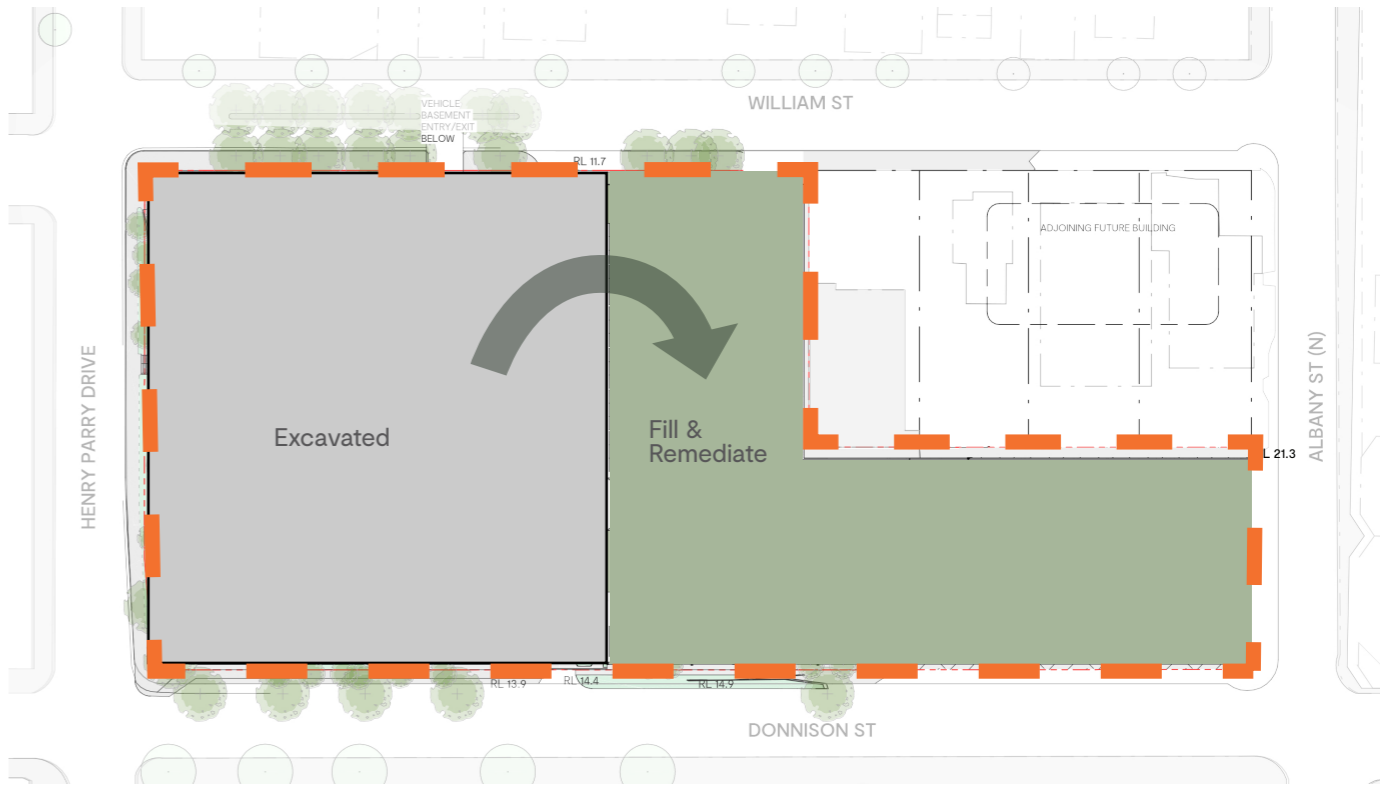 VEHICLE
BASEMENT
ENTRY/EXIT
BELOW
WILLIAM ST
RL 11.7
ADJOINING FUTURE BUILDING
HENRY PARRY DRIVE
Excavated
Fill &
Remediate
ALBANY ST (N)
L 21.3
RL 13.9
RL 14.4
RL 14.9
DONNISON ST